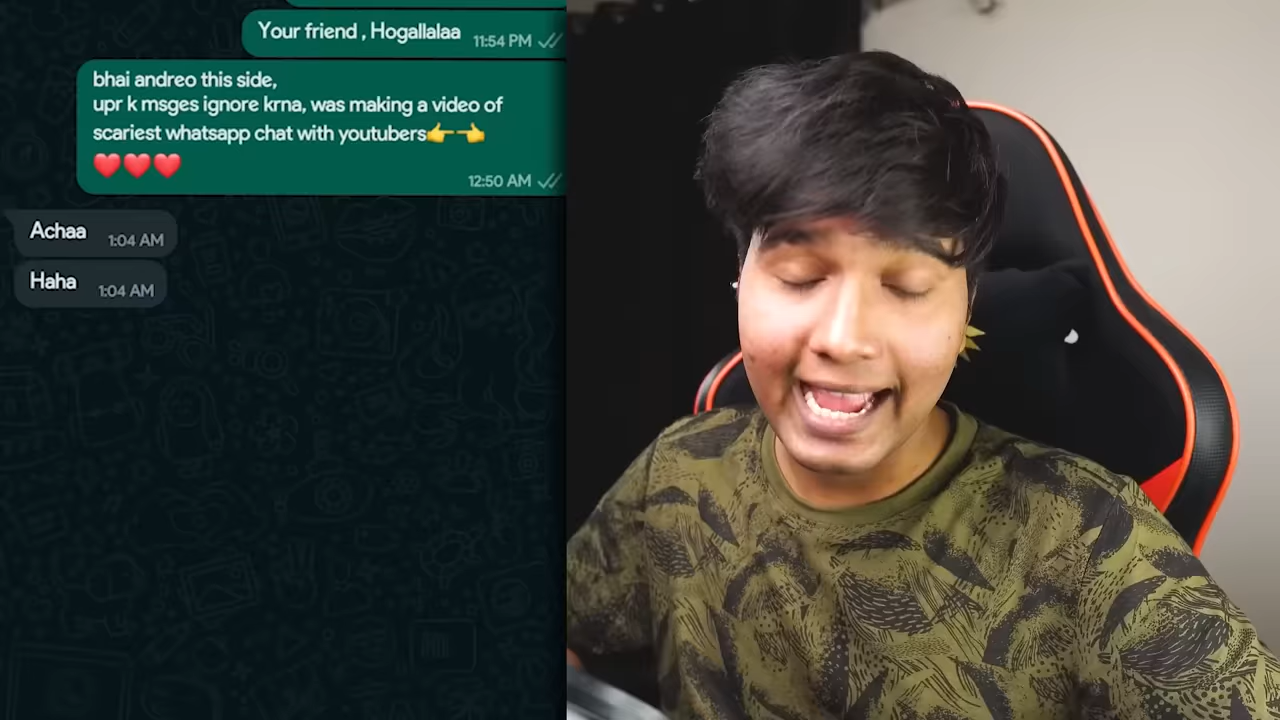 Your friend , Hogallalaa
11:54 PM
bhai andreo this side,
upr k msges ignore krna, was making a video of
scariest whatsapp chat with youtubers👉👈
❤️❤️❤️
12:50 AM
Achaa
1:04 AM
Haha
1:04 AM